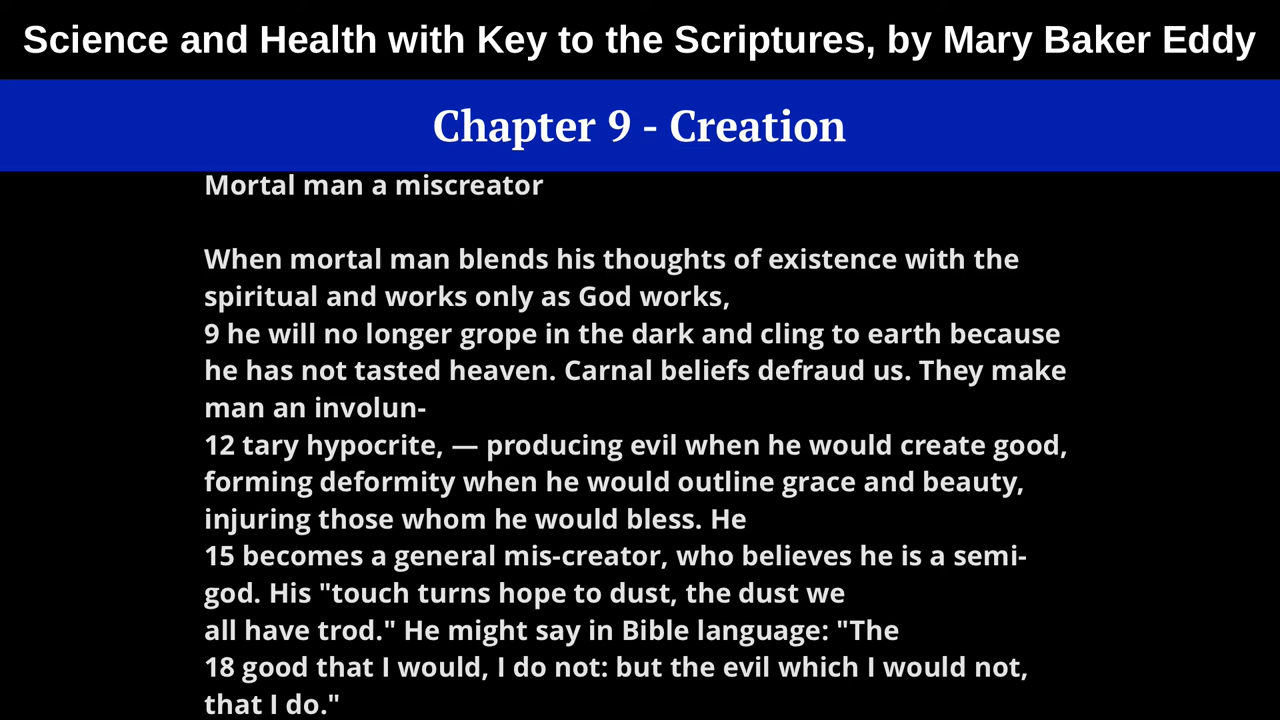 Science and Health with Key to the Scriptures, by Mary Baker Eddy
Chapter 9 - Creation
Mortal man a miscreator
When mortal man blends his thoughts of existence with the
spiritual and works only as God works,
9 he will no longer grope in the dark and cling to earth because
he has not tasted heaven. Carnal beliefs defraud us. They make
man an involun-
12 tary hypocrite, — producing evil when he would create good,
forming deformity when he would outline grace and beauty,
injuring those whom he would bless. He
15 becomes a general mis-creator, who believes he is a semi-
god. His "touch turns hope to dust, the dust we
all have trod." He might say in Bible language: "The
18 good that I would, I do not: but the evil which I would not,
that I do."